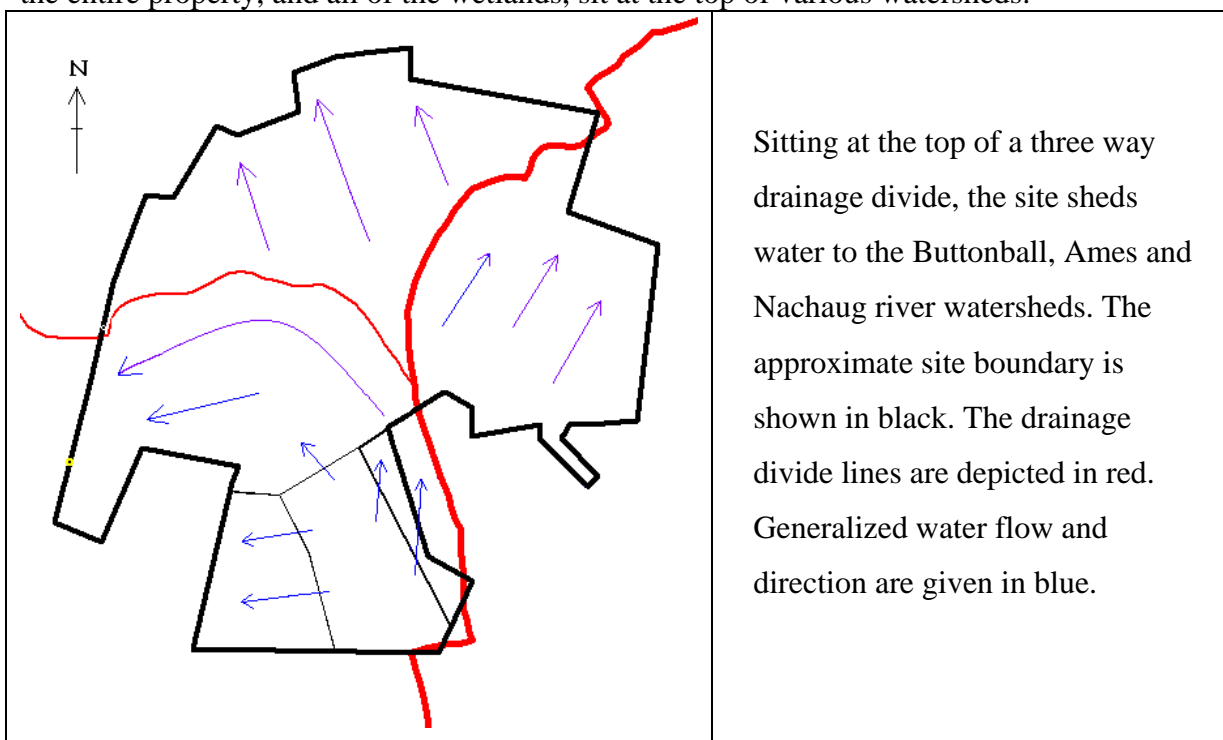 the entire property, and all of the wetlands, sit at the top of various watersheds.
N
Sitting at the top of a three way
drainage divide, the site sheds
water to the Buttonball, Ames and
Nachaug river watersheds. The
approximate site boundary is
shown in black. The drainage
divide lines are depicted in red.
Generalized water flow and
direction are given in blue.